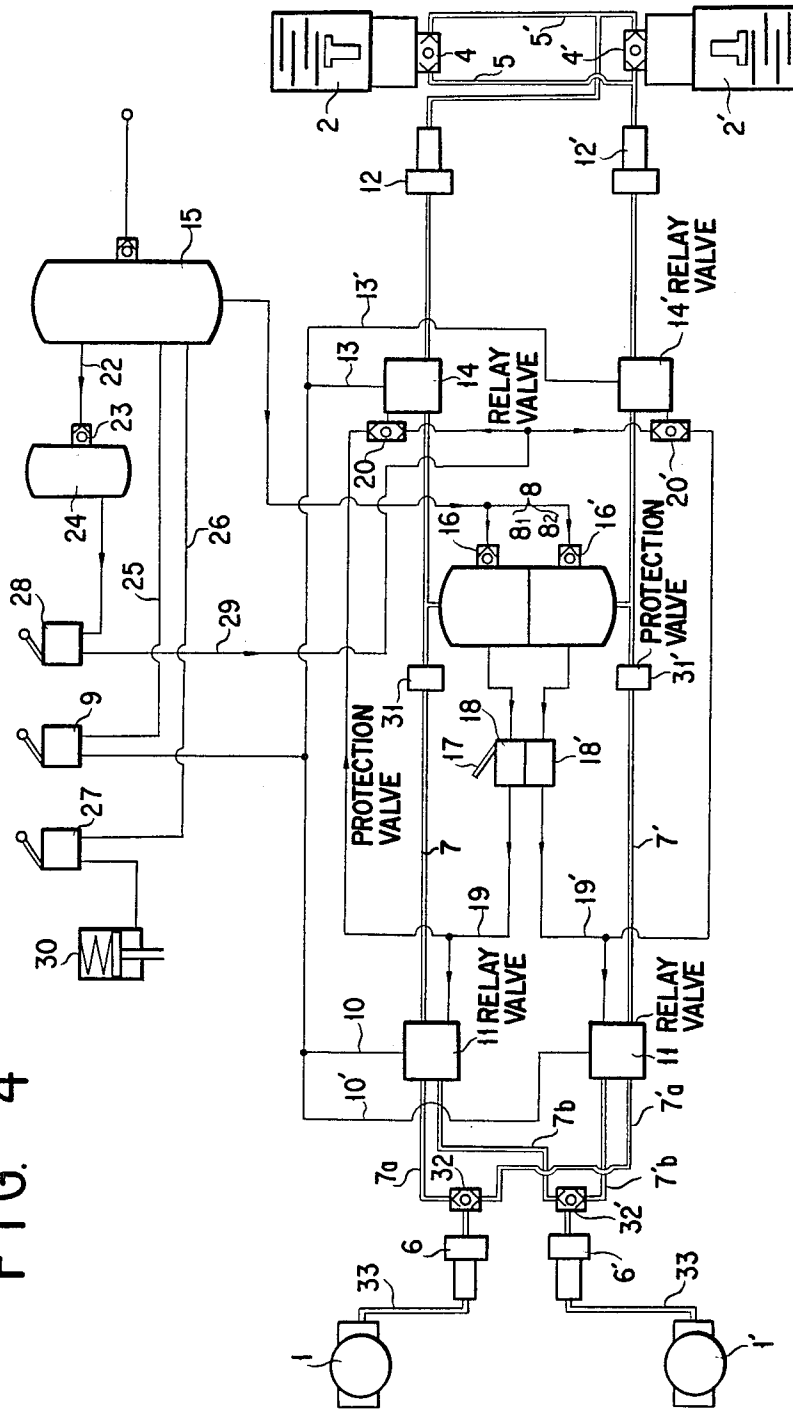 FIG. 4
30
27
9
28
24
23
22
15
25
26
29
13'
13
14
RELAY
VALVE
14' RELAY
VALVE
12
12'
2
2'
4
4'
5
5'
20
20'
16
16'
8
8₁
8₂
PROTECTION
VALVE
31
PROTECTION
31' VALVE
17
18
18'
7
7'
19
19'
10
10'
11 RELAY
VALVE
11 RELAY
VALVE
7a
7b
7'a
7'b
32
32'
6
6'
33
33
1
1'